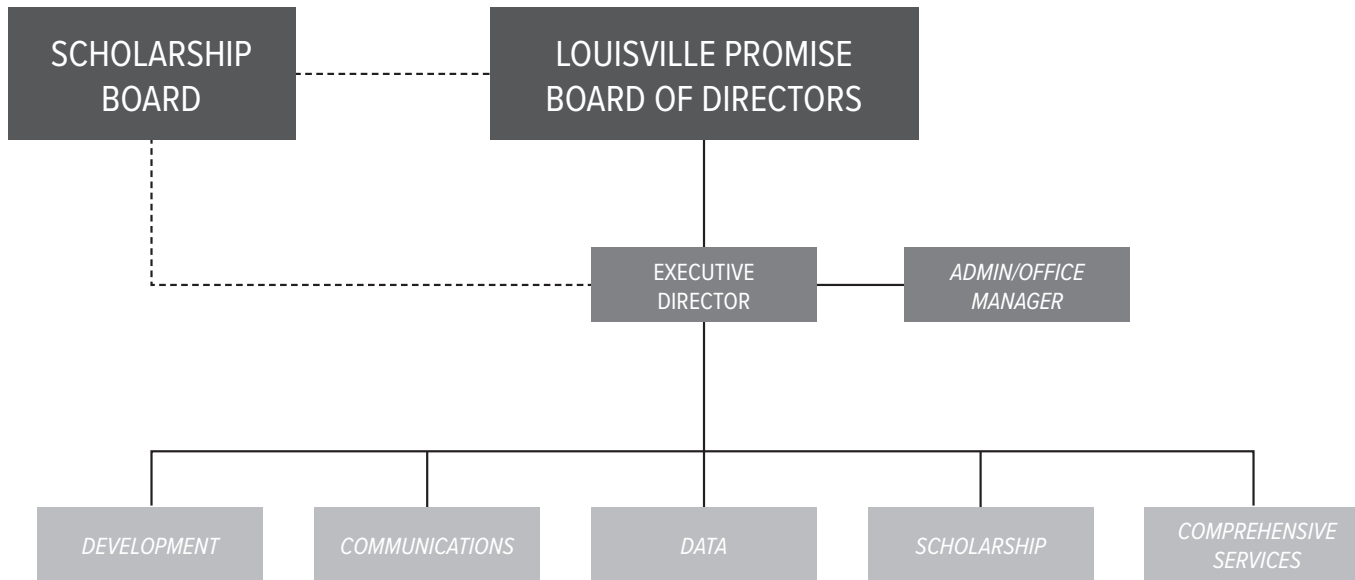 SCHOLARSHIP
BOARD
LOUISVILLE PROMISE
BOARD OF DIRECTORS
EXECUTIVE
DIRECTOR
ADMIN/OFFICE
MANAGER
DEVELOPMENT
COMMUNICATIONS
DATA
SCHOLARSHIP
COMPREHENSIVE
SERVICES